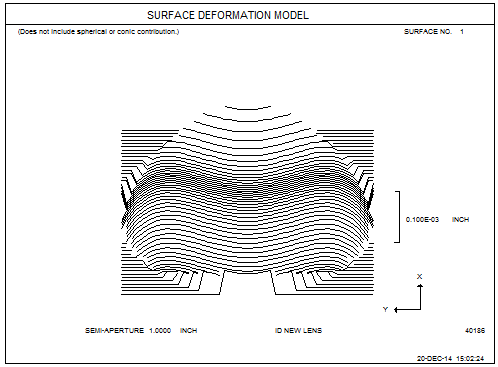 SURFACE DEFORMATION MODEL
(Does not include spherical or conic contribution.) SURFACE NO. 1
0.100E-03 INCH
X
Y
SEMI-APERTURE 1.0000 INCH ID NEW LENS 40186
20-DEC-14 15:02:24